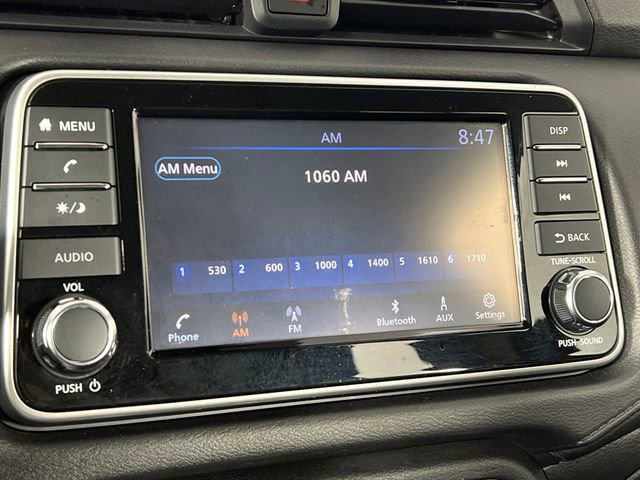 MENU
AUDIO
VOL
PUSH
AM 8:47
AM Menu
1060 AM
1 530 2 600 3 1000 4 1400 5 1610 6 1710
Phone AM FM Bluetooth AUX Settings
DISP
BACK
TUNE-SCROLL
PUSH-SOUND